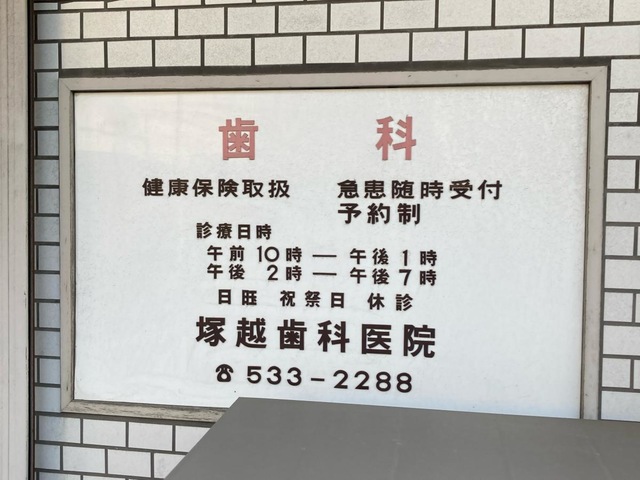 歯 科
健康保険取扱 急患随時受付
予約制
診療日時
午前 10時 — 午後 1時
午後 2時 — 午後 7時
日旺 祝祭日 休診
塚越歯科医院
☎ 533-2288